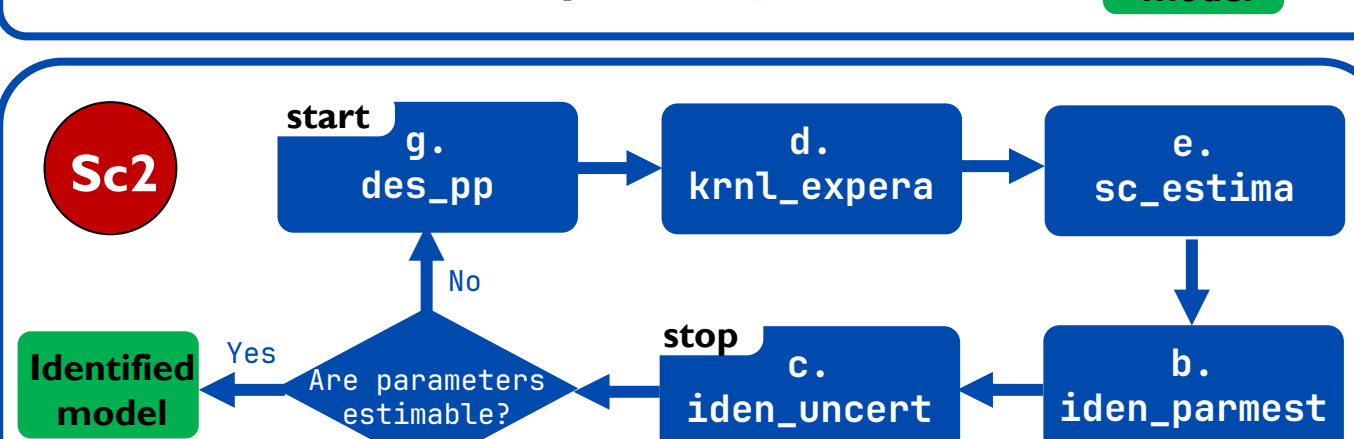 Sc2
start
g.
des_pp
d.
krnl_expera
e.
sc_estima
No
Identified
model
Yes
Are parameters
estimable?
stop
c.
iden_uncert
b.
iden_parmest